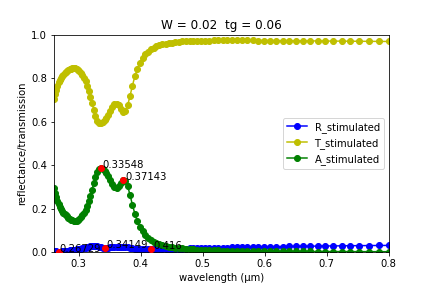 W = 0.02 tg = 0.06
reflectance/transmission
1.0
0.8
0.6
0.4
0.2
0.0
0.3
0.4
0.5
0.6
0.7
0.8
wavelength (μm)
R_stimulated
T_stimulated
A_stimulated
0.33548
0.37143
0.34149
0.416